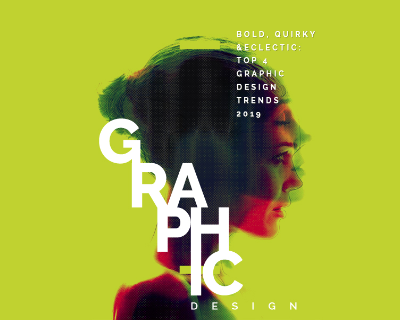 BOLD, QUIRKY
&ECLECTIC:
TOP 4
GRAPHIC
DESIGN
TRENDS
2019
G
RA
PH
IC
DESIGN